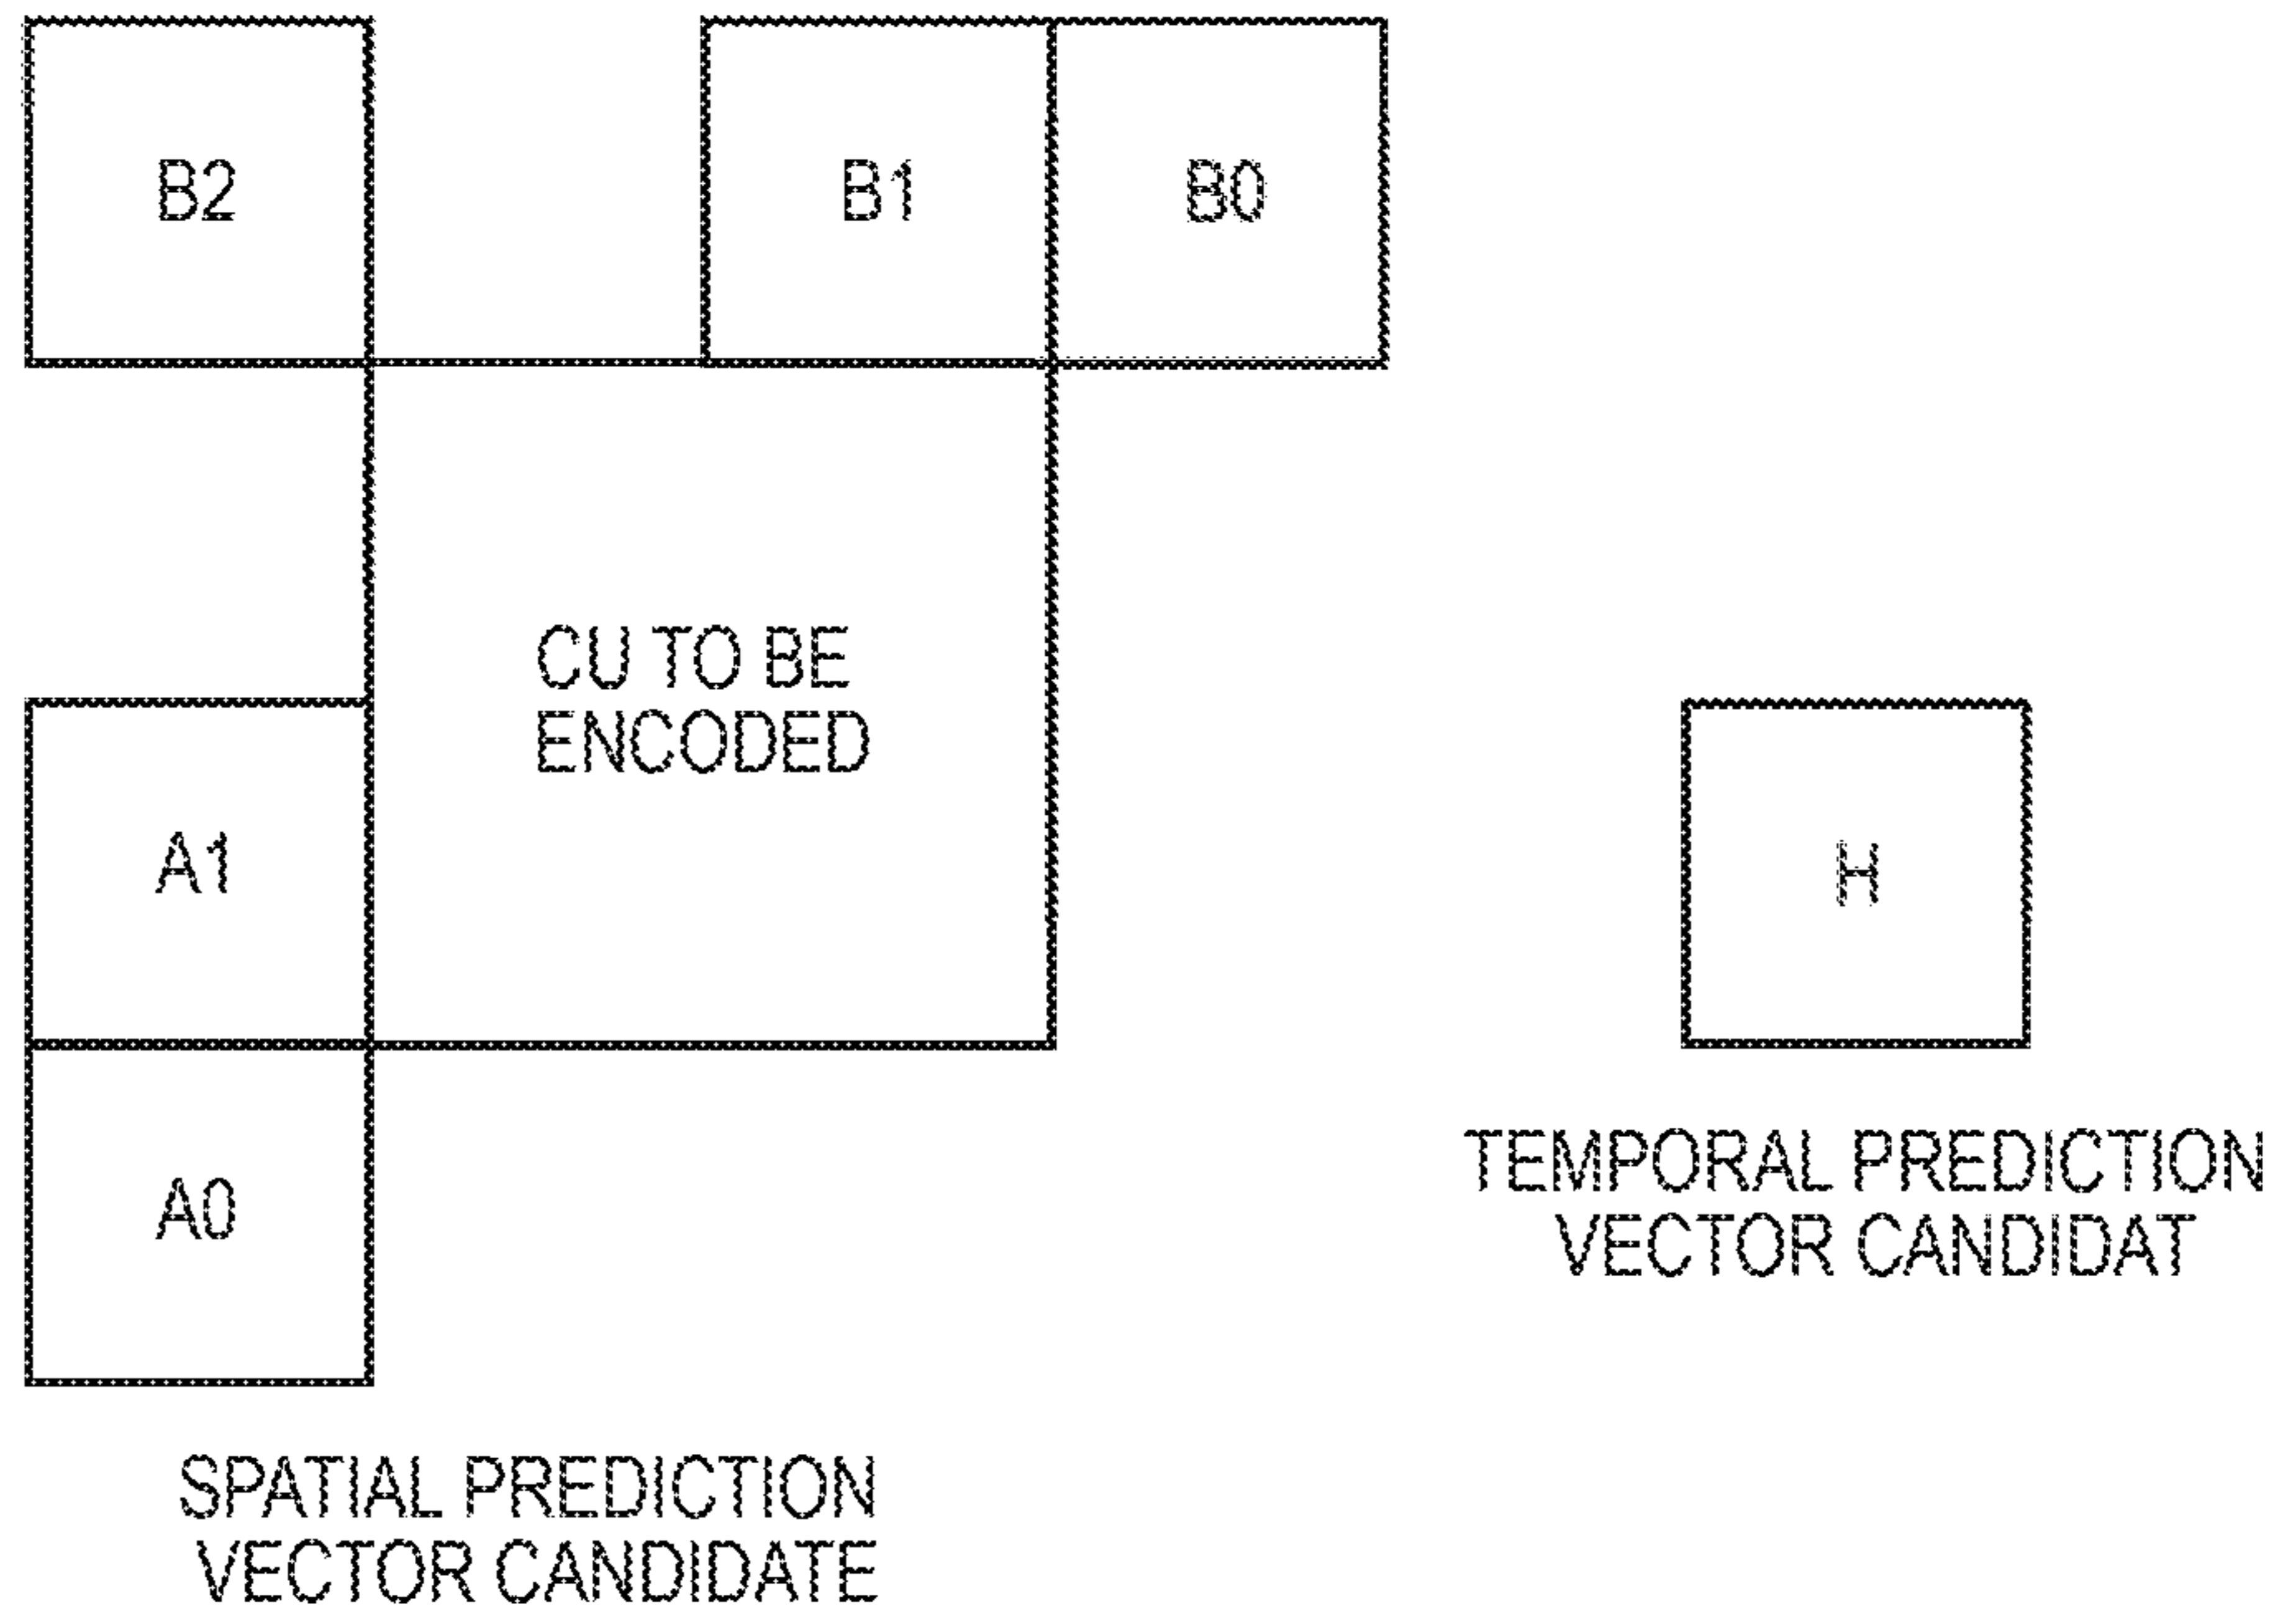 B2
B1
B0
CU TO BE
ENCODED
A1
H
A0
TEMPORAL PREDICTION
VECTOR CANDIDAT
SPATIAL PREDICTION
VECTOR CANDIDATE